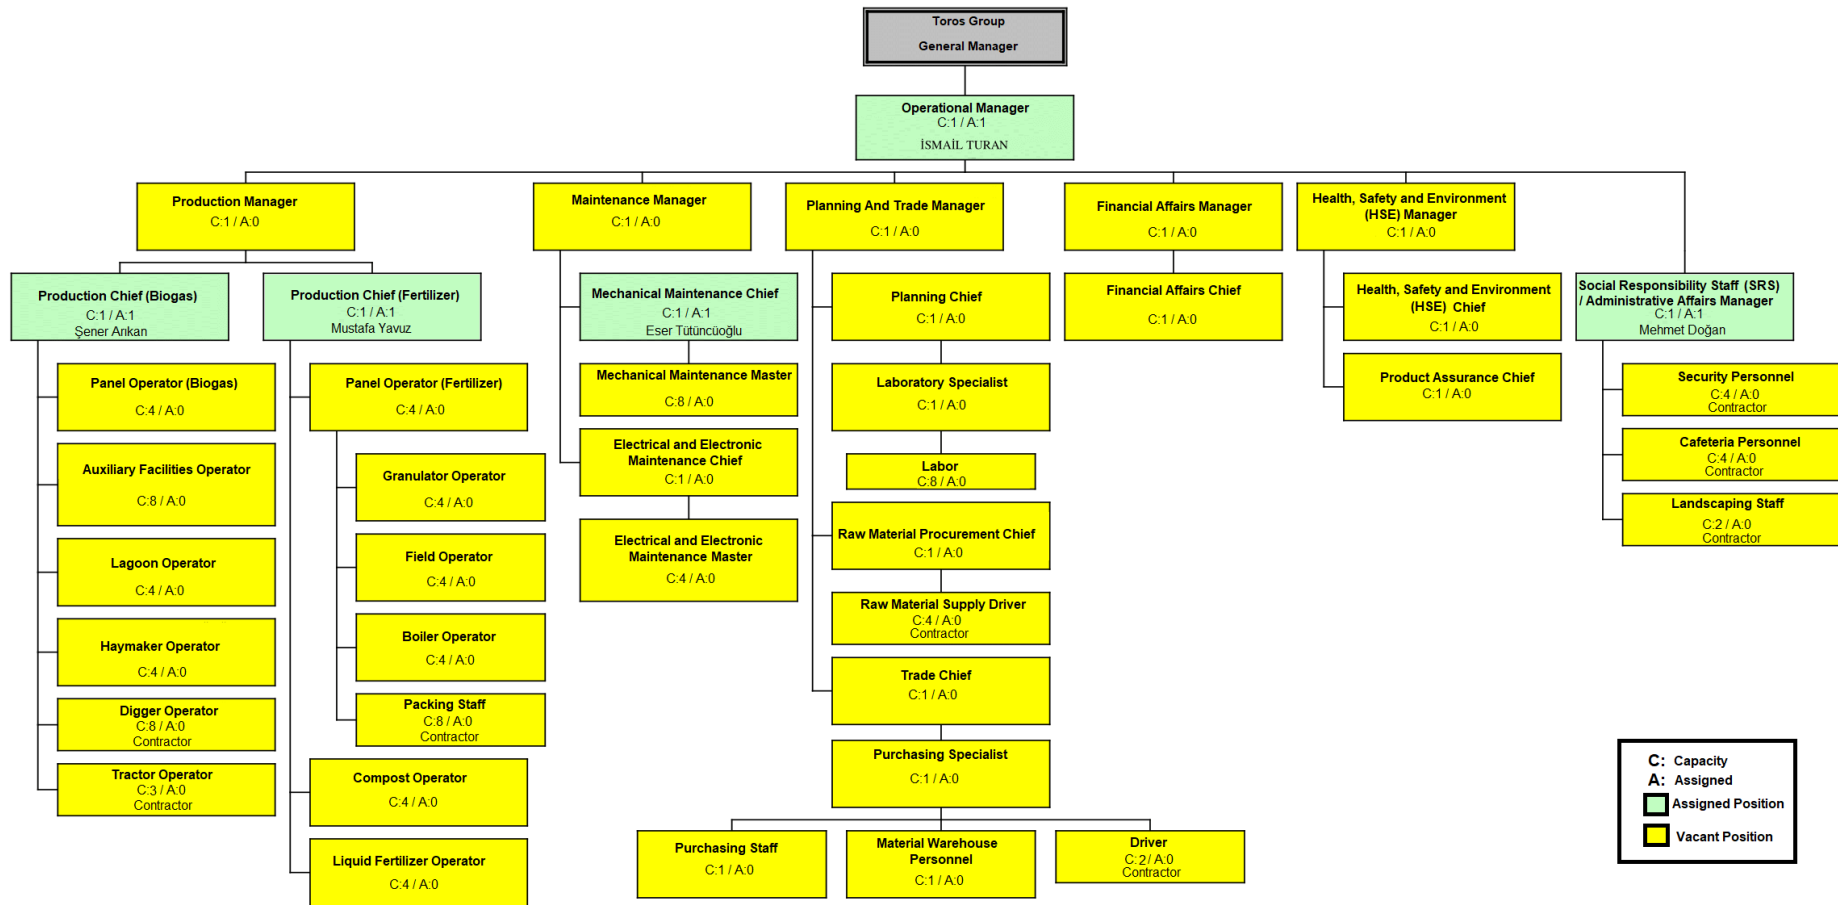 Toros Group
General Manager
Operational Manager
C:1 / A:1
İSMAİL TURAN
Production Manager
C:1 / A:0
Maintenance Manager
C:1 / A:0
Planning And Trade Manager
C:1 / A:0
Financial Affairs Manager
C:1 / A:0
Health, Safety and Environment
(HSE) Manager
C:1 / A:0
Production Chief (Biogas)
C:1 / A:1
Şener Arıkan
Production Chief (Fertilizer)
C:1 / A:1
Mustafa Yavuz
Mechanical Maintenance Chief
C:1 / A:1
Eser Tütüncüoğlu
Planning Chief
C:1 / A:0
Financial Affairs Chief
C:1 / A:0
Health, Safety and Environment
(HSE) Chief
C:1 / A:0
Social Responsibility Staff (SRS)
/ Administrative Affairs Manager
C:1 / A:1
Mehmet Doğan
Panel Operator (Biogas)
C:4 / A:0
Panel Operator (Fertilizer)
C:4 / A:0
Mechanical Maintenance Master
C:8 / A:0
Laboratory Specialist
C:1 / A:0
Product Assurance Chief
C:1 / A:0
Security Personnel
C:4 / A:0
Contractor
Auxiliary Facilities Operator
C:8 / A:0
Granulator Operator
C:4 / A:0
Electrical and Electronic
Maintenance Chief
C:1 / A:0
Labor
C:8 / A:0
Cafeteria Personnel
C:4 / A:0
Contractor
Lagoon Operator
C:4 / A:0
Field Operator
C:4 / A:0
Electrical and Electronic
Maintenance Master
C:4 / A:0
Raw Material Procurement Chief
C:1 / A:0
Landscaping Staff
C:2 / A:0
Contractor
Haymaker Operator
C:4 / A:0
Boiler Operator
C:4 / A:0
Raw Material Supply Driver
C:4 / A:0
Contractor
Digger Operator
C:8 / A:0
Contractor
Packing Staff
C:8 / A:0
Contractor
Trade Chief
C:1 / A:0
Tractor Operator
C:3 / A:0
Contractor
Compost Operator
C:4 / A:0
Purchasing Specialist
C:1 / A:0
Liquid Fertilizer Operator
C:4 / A:0
Purchasing Staff
C:1 / A:0
Material Warehouse
Personnel
C:1 / A:0
Driver
C:2 / A:0
Contractor
C: Capacity
A: Assigned
Assigned Position
Vacant Position